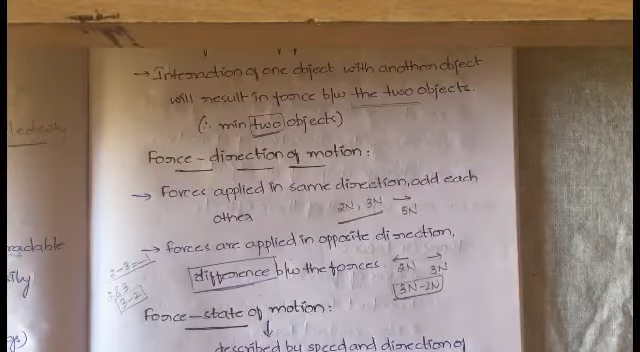 → Interaction of one object with another object
will result in force b/w the two objects.
(∴ min two objects)
Force - direction of motion:
→ Forces applied in same direction, add each
other 2N, 3N → 5N
→ forces are applied in opposite direction,
difference b/w the forces. ← 2N → 3N
3N-2N
Force - state of motion:
↓
described by speed and direction of
readable